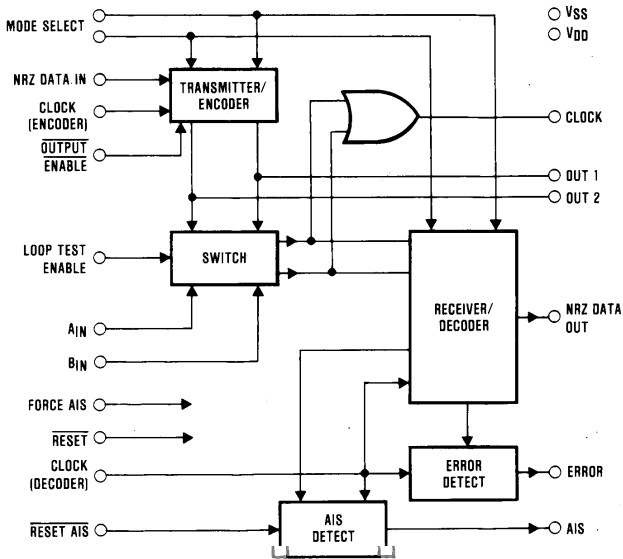 MODE SELECT
VSS
VDD
NRZ DATA IN
TRANSMITTER/
ENCODER
CLOCK
(ENCODER)
CLOCK
OUTPUT
ENABLE
OUT 1
OUT 2
LOOP TEST
ENABLE
SWITCH
RECEIVER/
DECODER
NRZ DATA
OUT
AIN
BIN
FORCE AIS
RESET
CLOCK
(DECODER)
ERROR
DETECT
ERROR
RESET AIS
AIS
DETECT
AIS